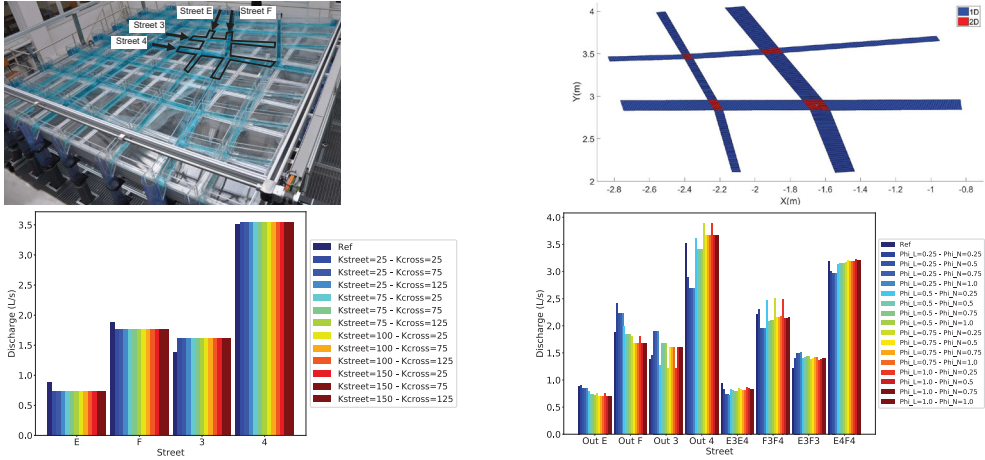 Street E
Street F
Street 3
Street 4
1D
2D
4
3.5
3
2.5
2
Y(m)
-2.8 -2.6 -2.4 -2.2 -2 -1.8 -1.6 -1.4 -1.2 -1 -0.8
X(m)
3.5
3.0
2.5
2.0
1.5
1.0
0.5
0.0
Discharge (L/s)
E F 3 4
Street
Ref
Kstreet=25 - Kcross=25
Kstreet=25 - Kcross=75
Kstreet=25 - Kcross=125
Kstreet=75 - Kcross=25
Kstreet=75 - Kcross=75
Kstreet=75 - Kcross=125
Kstreet=100 - Kcross=25
Kstreet=100 - Kcross=75
Kstreet=100 - Kcross=125
Kstreet=150 - Kcross=25
Kstreet=150 - Kcross=75
Kstreet=150 - Kcross=125
4.0
3.5
3.0
2.5
2.0
1.5
1.0
0.5
0.0
Discharge (L/s)
Out E Out F Out 3 Out 4 E3E4 F3F4 E3F3 E4F4
Street
Ref
Phi_L=0.25 - Phi_N=0.25
Phi_L=0.25 - Phi_N=0.5
Phi_L=0.25 - Phi_N=0.75
Phi_L=0.25 - Phi_N=1.0
Phi_L=0.5 - Phi_N=0.25
Phi_L=0.5 - Phi_N=0.5
Phi_L=0.5 - Phi_N=0.75
Phi_L=0.5 - Phi_N=1.0
Phi_L=0.75 - Phi_N=0.25
Phi_L=0.75 - Phi_N=0.5
Phi_L=0.75 - Phi_N=0.75
Phi_L=0.75 - Phi_N=1.0
Phi_L=1.0 - Phi_N=0.25
Phi_L=1.0 - Phi_N=0.5
Phi_L=1.0 - Phi_N=0.75
Phi_L=1.0 - Phi_N=1.0